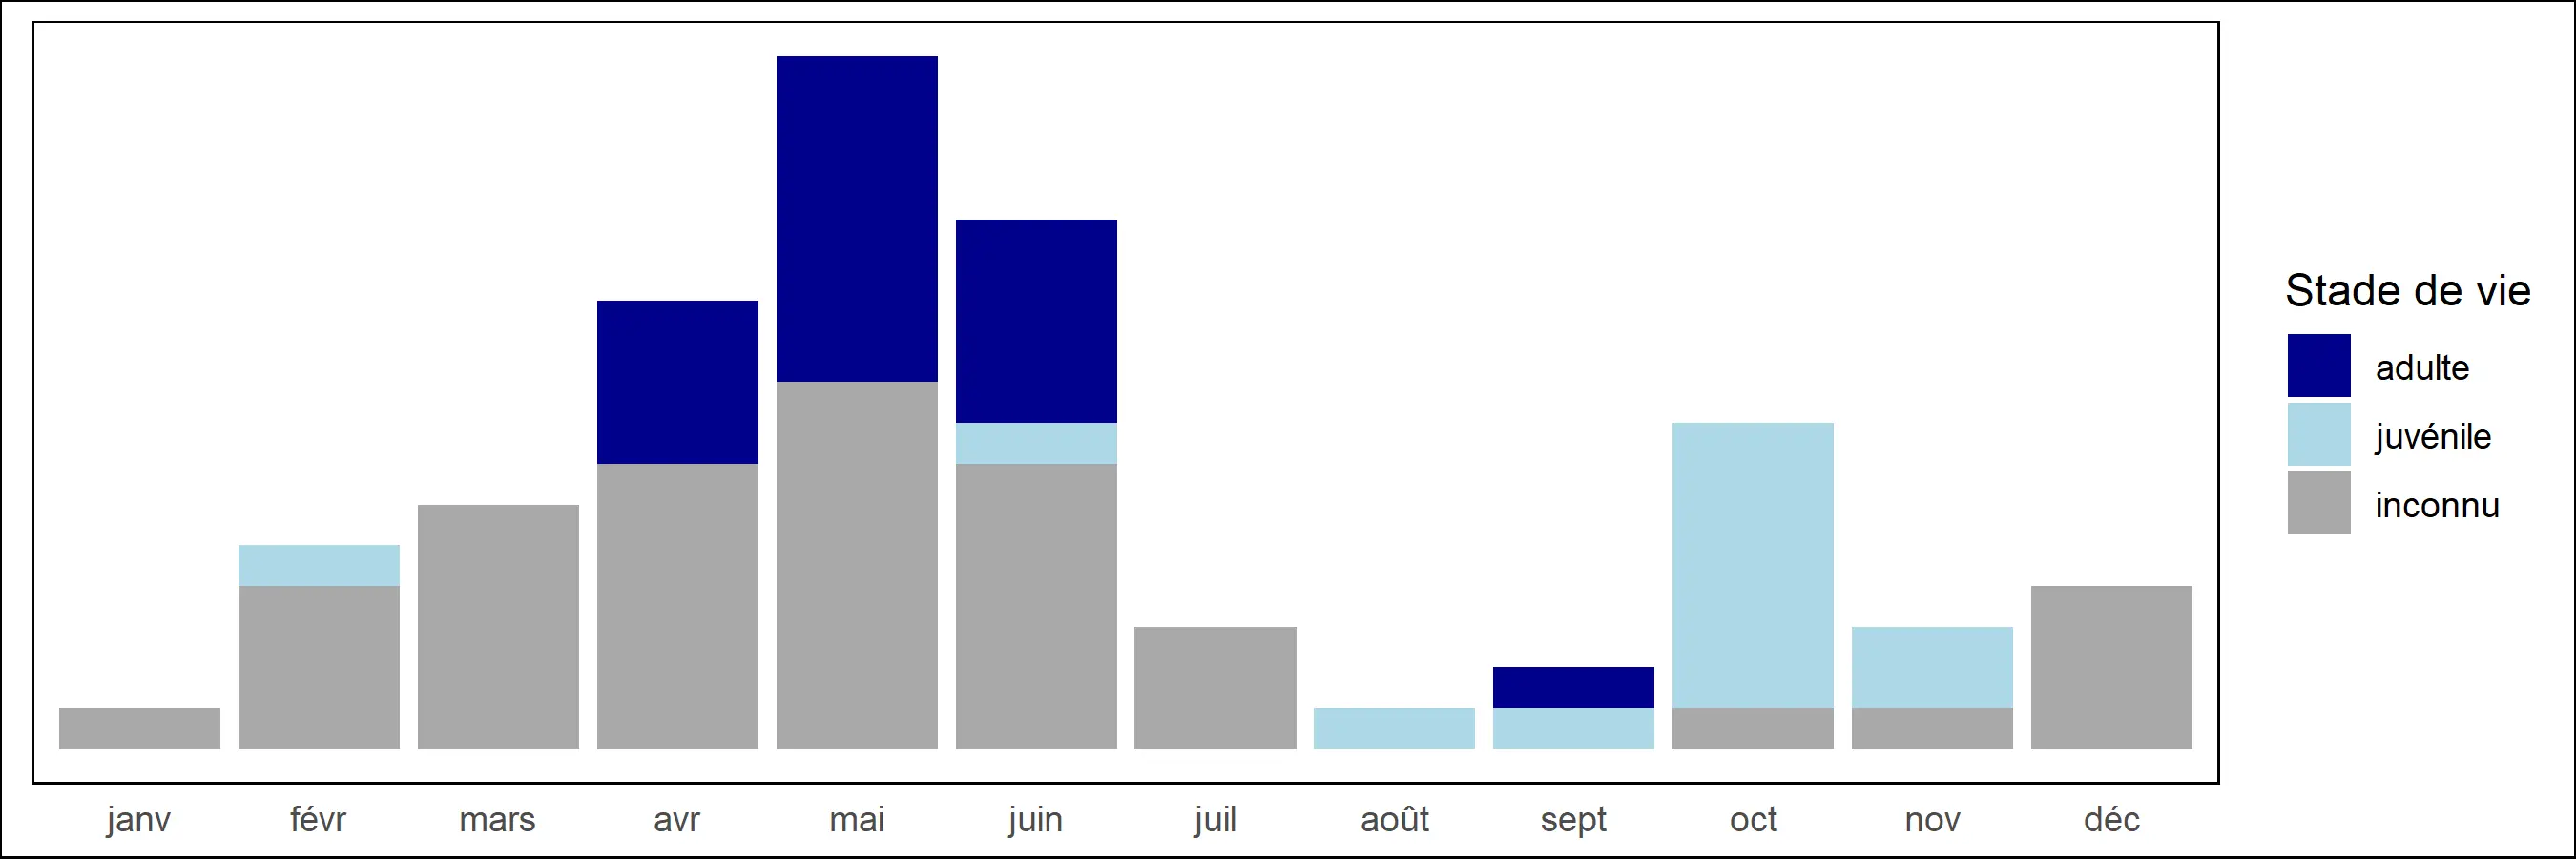 Stade de vie
adulte
juvénile
inconnu
janv févr mars avr mai juin juil août sept oct nov déc